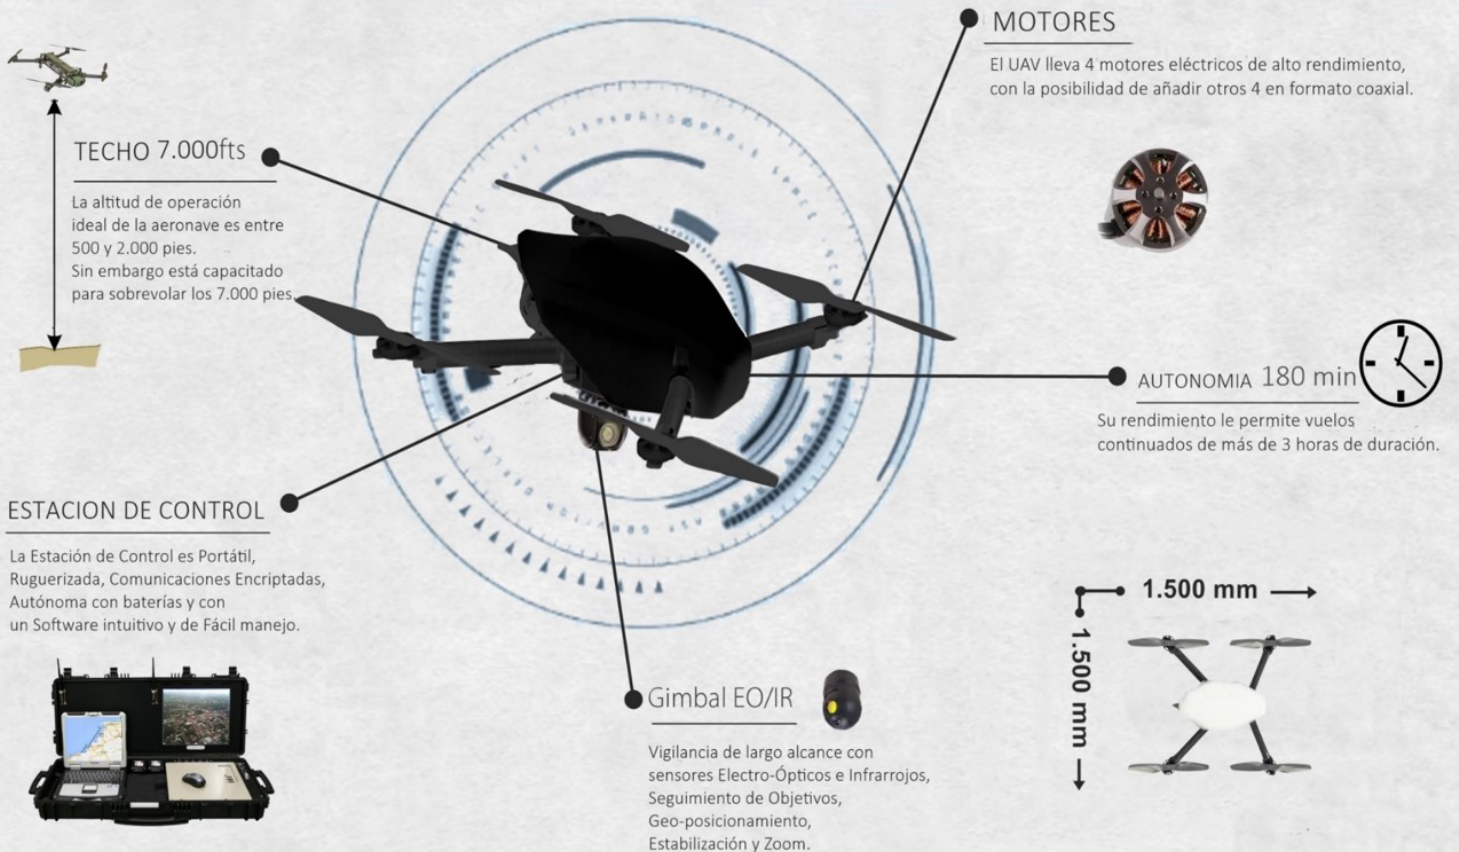 MOTORES
El UAV lleva 4 motores eléctricos de alto rendimiento,
con la posibilidad de añadir otros 4 en formato coaxial.
TECHO 7.000fts
La altitud de operación
ideal de la aeronave es entre
500 y 2.000 pies.
Sin embargo está capacitado
para sobrevolar los 7.000 pies.
AUTONOMIA 180 min
Su rendimiento le permite vuelos
continuados de más de 3 horas de duración.
ESTACION DE CONTROL
La Estación de Control es Portátil,
Ruguerizada, Comunicaciones Encriptadas,
Autónoma con baterías y con
un Software intuitivo y de Fácil manejo.
Gimbal EO/IR
Vigilancia de largo alcance con
sensores Electro-Ópticos e Infrarrojos,
Seguimiento de Objetivos,
Geo-posicionamiento,
Estabilización y Zoom.
1.500 mm
1.500 mm